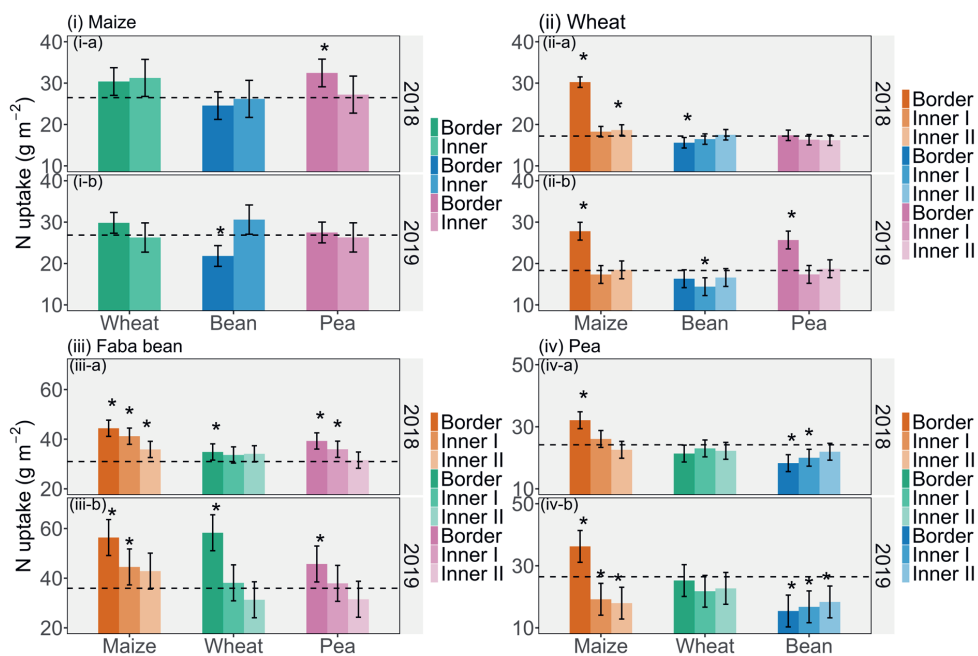 (i) Maize
(i-a)
40
30
20
10
*
2018
(i-b)
40
30
20
10
*
2019
N uptake (g m⁻²)
Wheat Bean Pea
Border
Inner
Border
Inner
Border
Inner
(ii) Wheat
(ii-a)
40
30
20
10
* * *
2018
(ii-b)
40
30
20
10
* * *
2019
Maize Bean Pea
Border
Inner I
Inner II
Border
Inner I
Inner II
Border
Inner I
Inner II
(iii) Faba bean
(iii-a)
60
40
20
* * * * * *
2018
(iii-b)
60
40
20
* * * *
2019
N uptake (g m⁻²)
Maize Wheat Pea
Border
Inner I
Inner II
Border
Inner I
Inner II
Border
Inner I
Inner II
(iv) Pea
(iv-a)
50
30
10
* * *
2018
(iv-b)
50
30
10
* * * * * *
2019
Maize Wheat Bean
Border
Inner I
Inner II
Border
Inner I
Inner II
Border
Inner I
Inner II